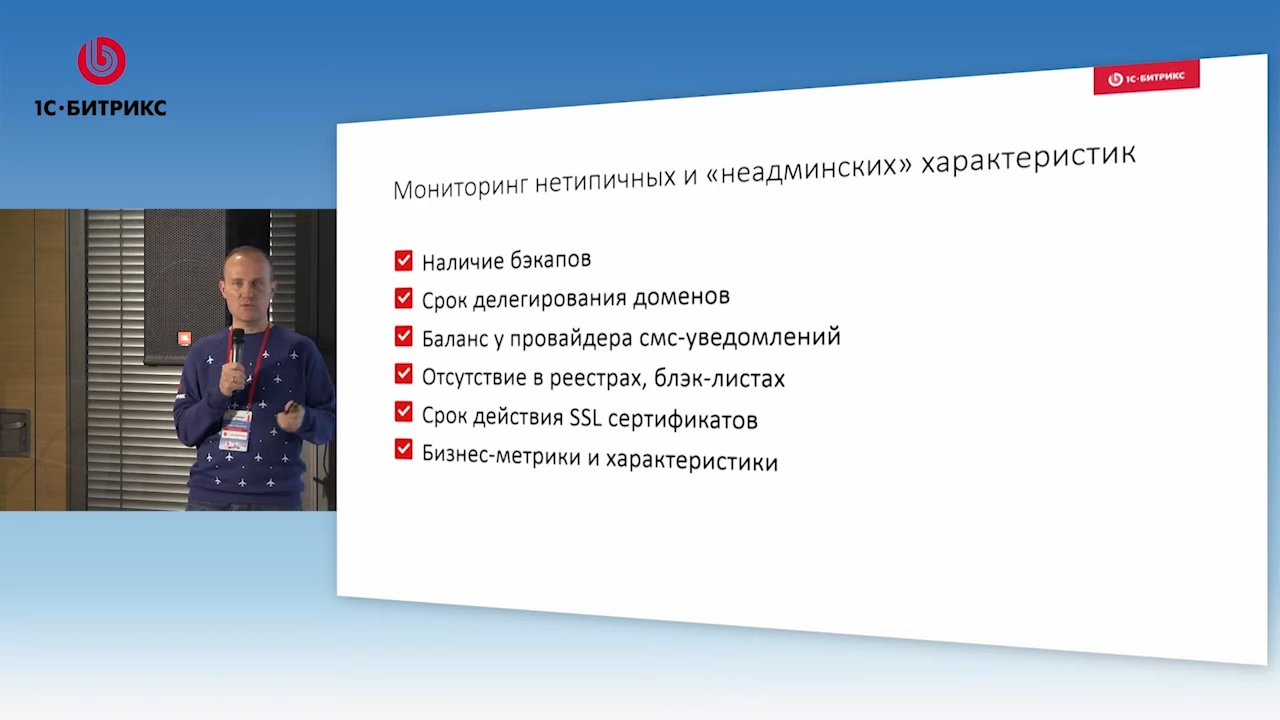 1С·БИТРИКС
1С·БИТРИКС
Мониторинг нетипичных и «неадминских» характеристик
Наличие бэкапов
Срок делегирования доменов
Баланс у провайдера смс-уведомлений
Отсутствие в реестрах, блэк-листах
Срок действия SSL сертификатов
Бизнес-метрики и характеристики